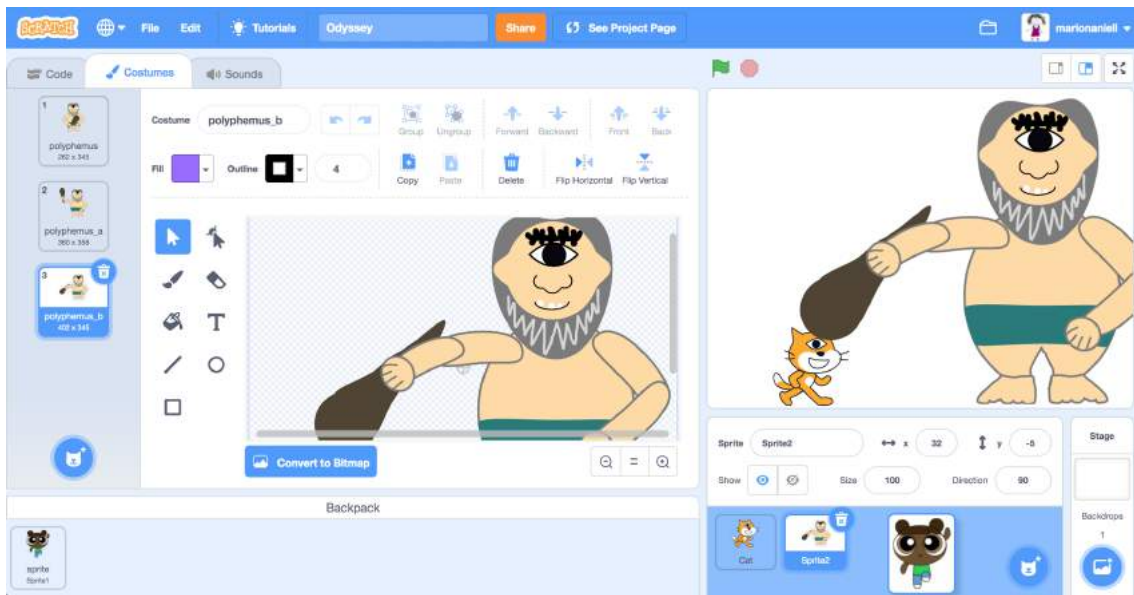 SCRATCH File Edit Tutorials Odyssey Share See Project Page marionaniell
Code Costumes Sounds
1
polyphemus
262 x 345
2
polyphemus_a
360 x 358
3
polyphemus_b
402 x 345
Costume polyphemus_b
Group Ungroup Forward Backward Front Back
Fill Outline 4
Copy Paste Delete Flip Horizontal Flip Vertical
T
Convert to Bitmap =
Backpack
sprite
Sprite1
Sprite Sprite2 x 32 y -5
Show Size 100 Direction 90
Cat
Sprite2
Stage
Backdrops
1